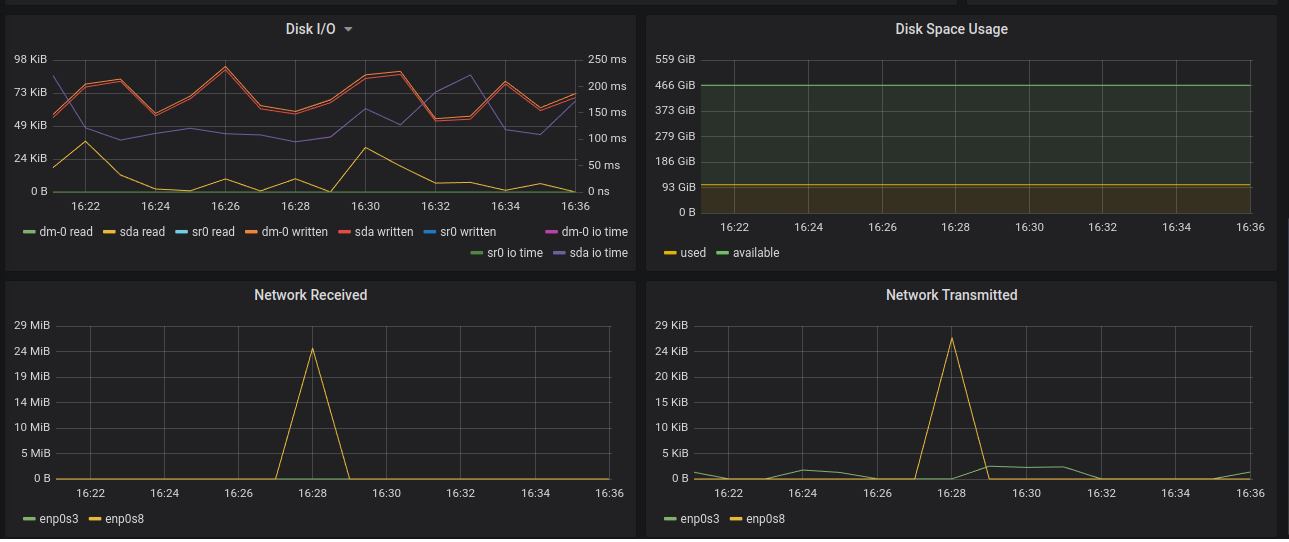 Disk I/O
98 KiB 250 ms
73 KiB 200 ms
49 KiB 150 ms
24 KiB 100 ms
0 B 50 ms
0 ns
16:22 16:24 16:26 16:28 16:30 16:32 16:34 16:36
dm-0 read sda read sr0 read dm-0 written sda written sr0 written dm-0 io time
sr0 io time sda io time
Disk Space Usage
559 GiB
466 GiB
373 GiB
279 GiB
186 GiB
93 GiB
0 B
16:22 16:24 16:26 16:28 16:30 16:32 16:34 16:36
used available
Network Received
29 MiB
24 MiB
19 MiB
14 MiB
10 MiB
5 MiB
0 B
16:22 16:24 16:26 16:28 16:30 16:32 16:34 16:36
enp0s3 enp0s8
Network Transmitted
29 KiB
24 KiB
20 KiB
15 KiB
10 KiB
5 KiB
0 B
16:22 16:24 16:26 16:28 16:30 16:32 16:34 16:36
enp0s3 enp0s8